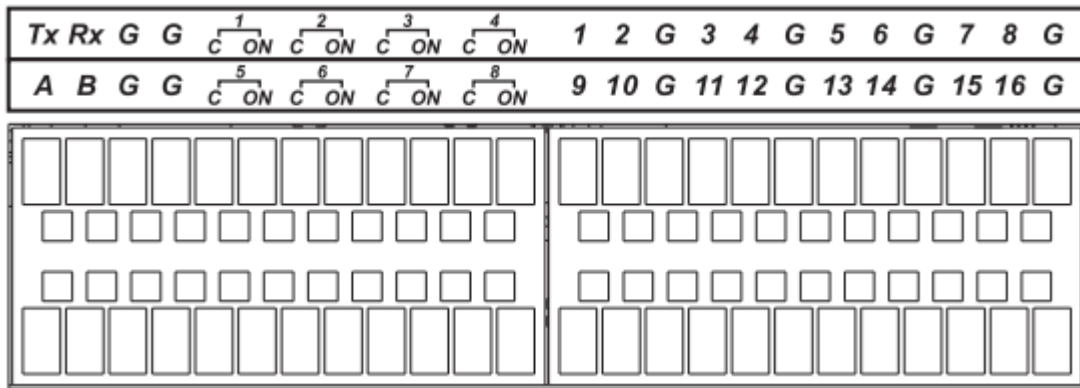 Tx Rx G G 1 C ON 2 C ON 3 C ON 4 C ON 1 2 G 3 4 G 5 6 G 7 8 G
A B G G 5 C ON 6 C ON 7 C ON 8 C ON 9 10 G 11 12 G 13 14 G 15 16 G